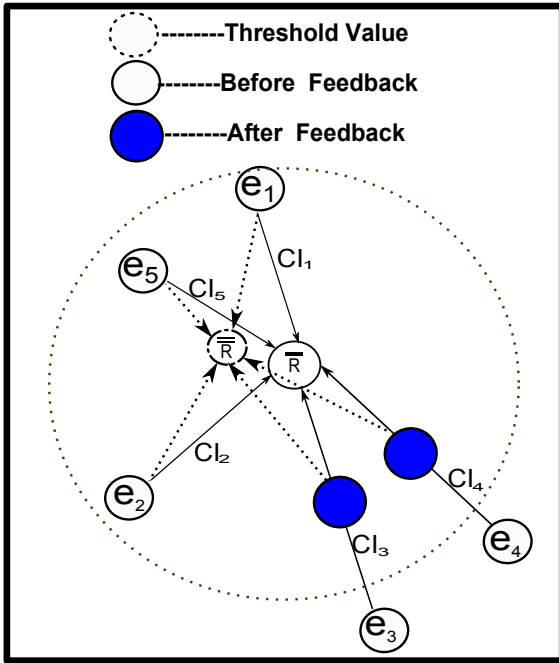 --------Threshold Value
-------Before Feedback
-------After Feedback
e₁
CI₁
e₅
CI₅
R̿
R̅
CI₂
e₂
CI₄
CI₃
e₄
e₃